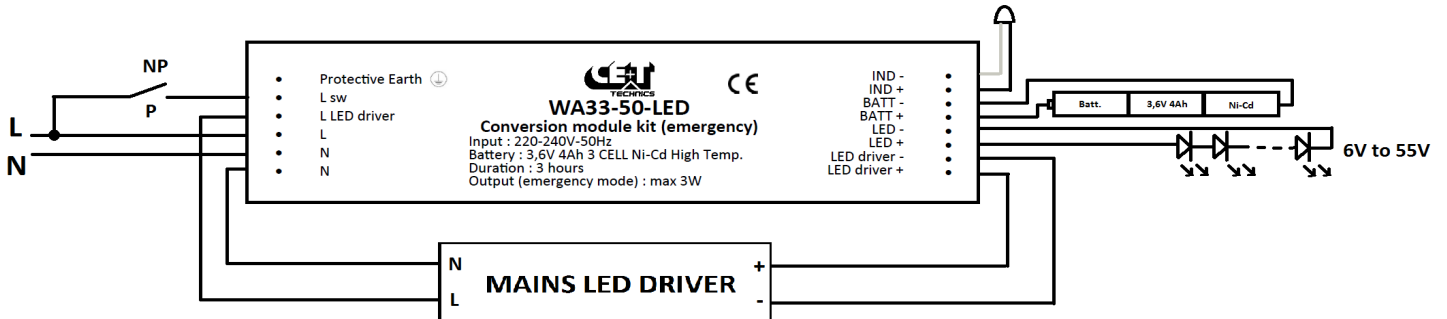 NP
P
L
N
Protective Earth
L sw
L LED driver
L
N
N
CE+T
TECHNICS
CE
WA33-50-LED
Conversion module kit (emergency)
Input : 220-240V-50Hz
Battery : 3,6V 4Ah 3 CELL Ni-Cd High Temp.
Duration : 3 hours
Output (emergency mode) : max 3W
IND -
IND +
BATT -
BATT +
LED -
LED +
LED driver -
LED driver +
Batt. 3,6V 4Ah Ni-Cd
6V to 55V
N
L
MAINS LED DRIVER
+
-